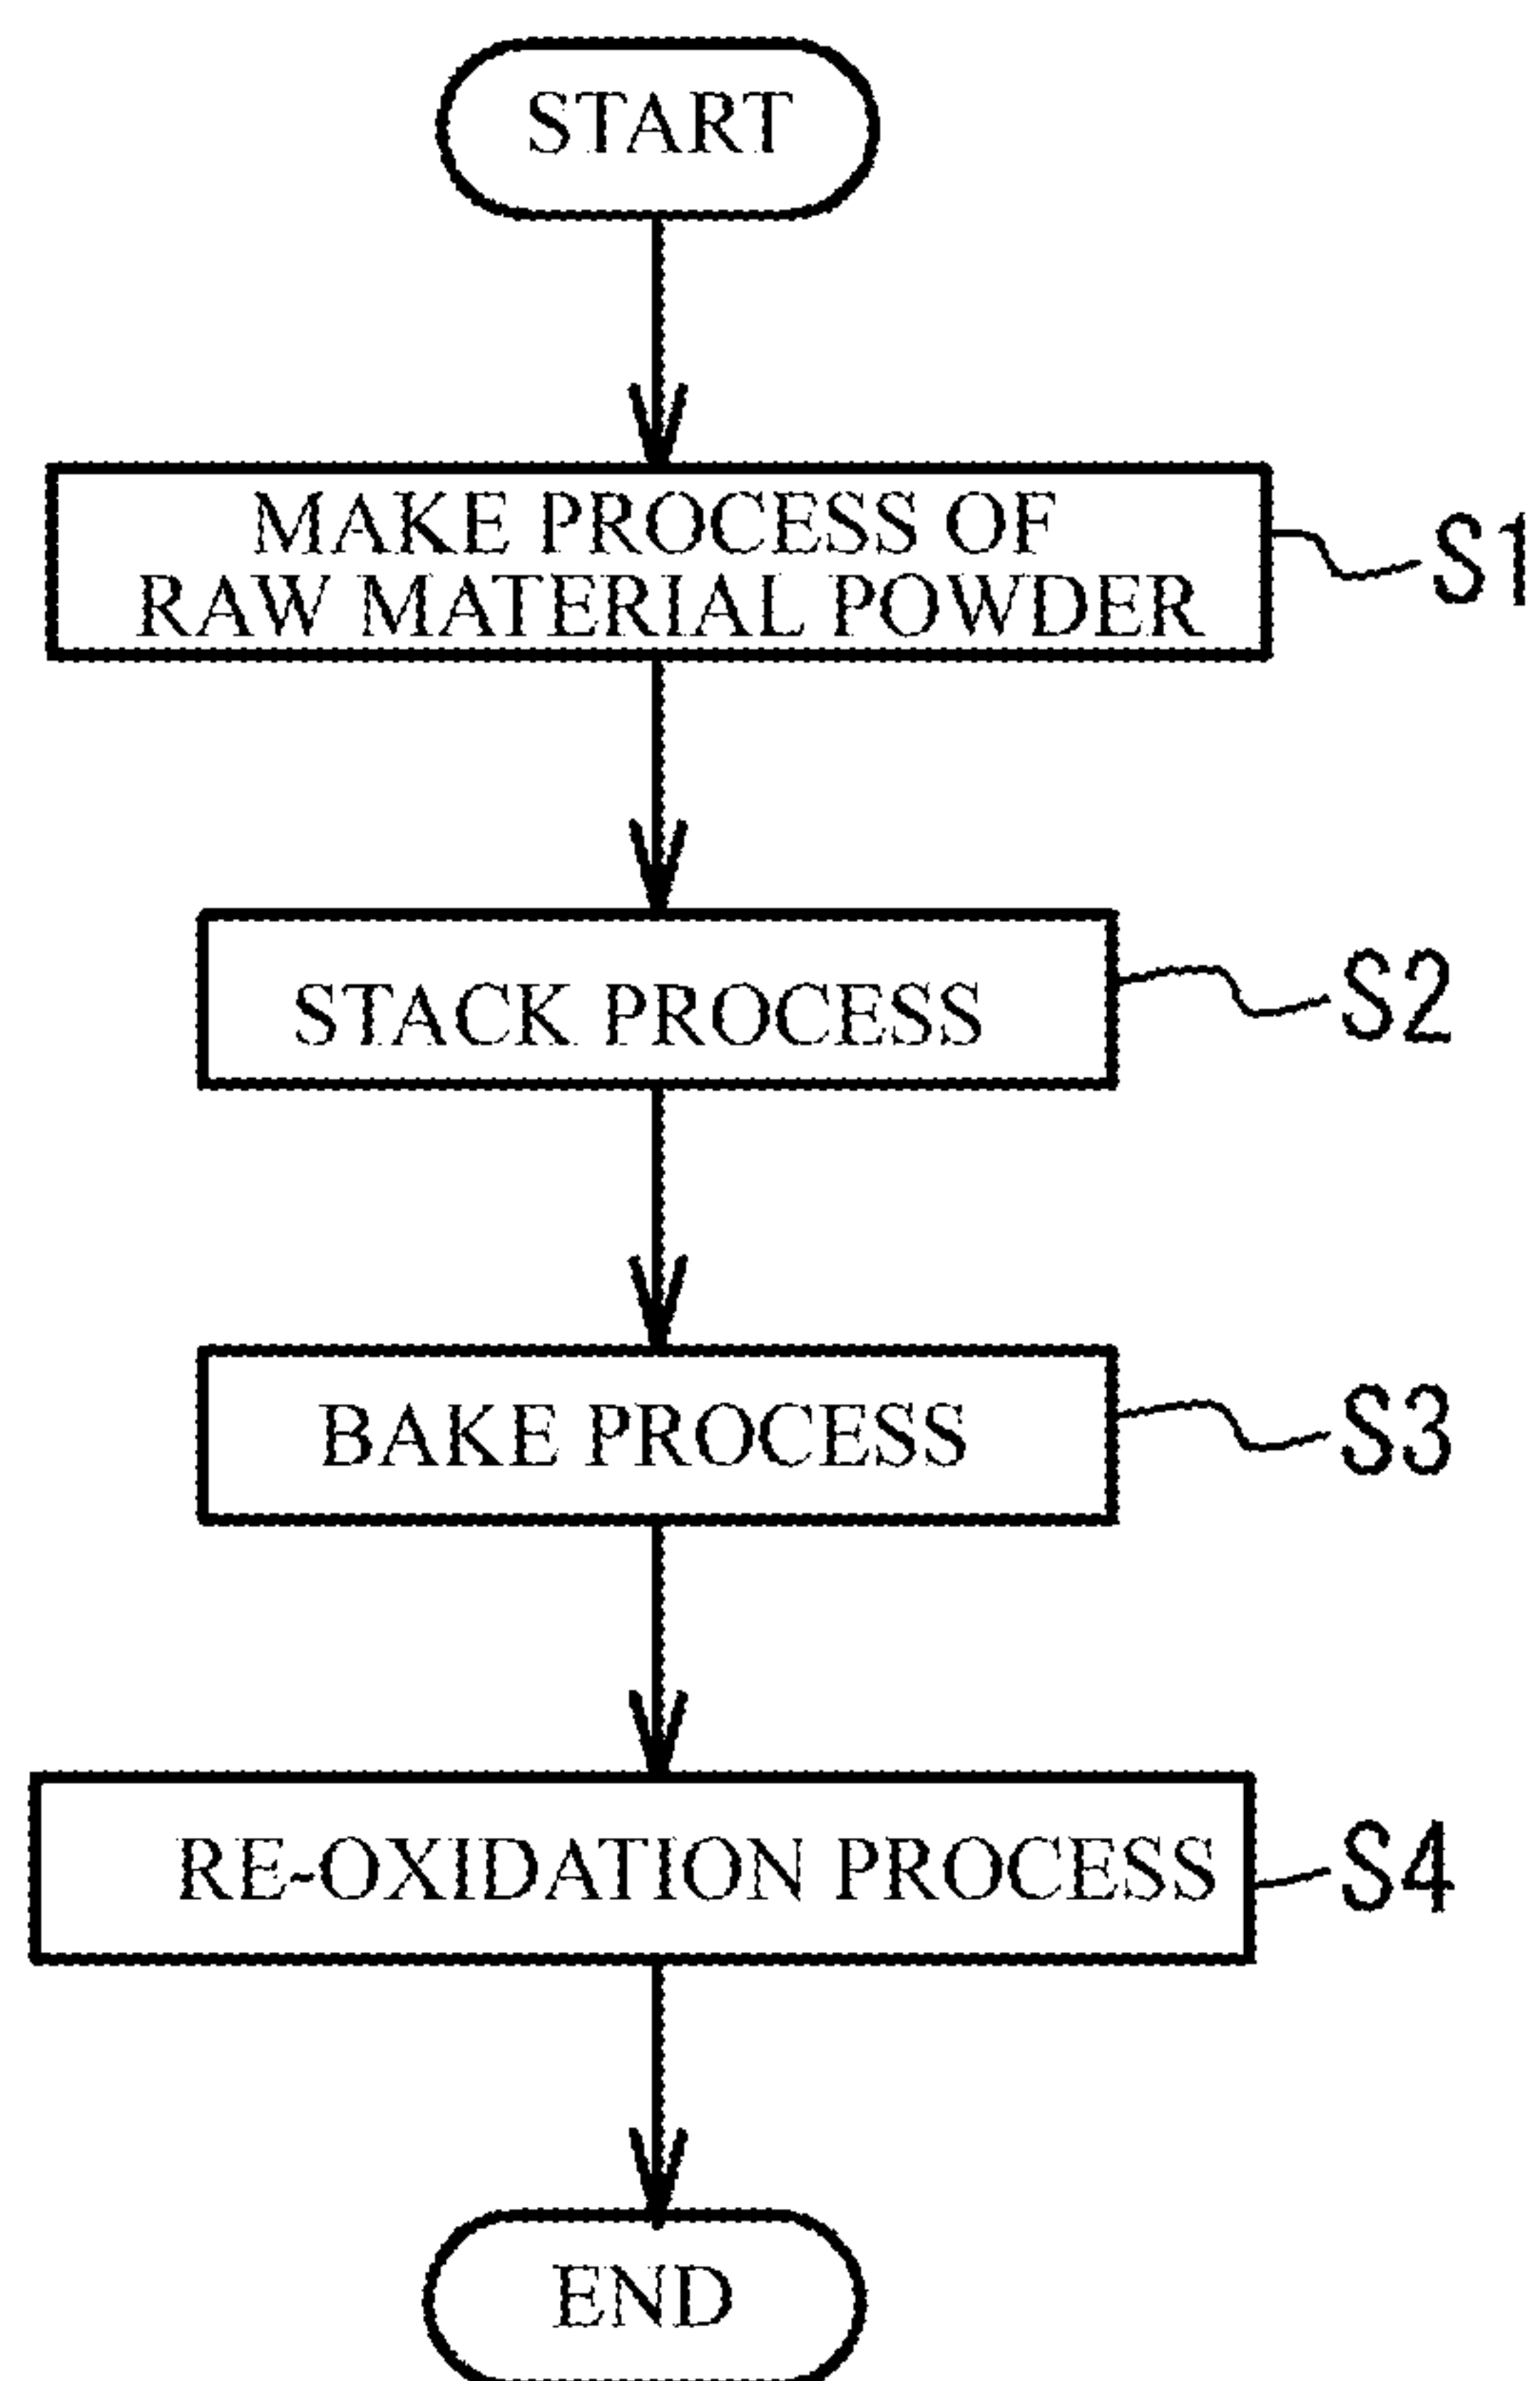 START
MAKE PROCESS OF
RAW MATERIAL POWDER
S1
STACK PROCESS
S2
BAKE PROCESS
S3
RE-OXIDATION PROCESS
S4
END